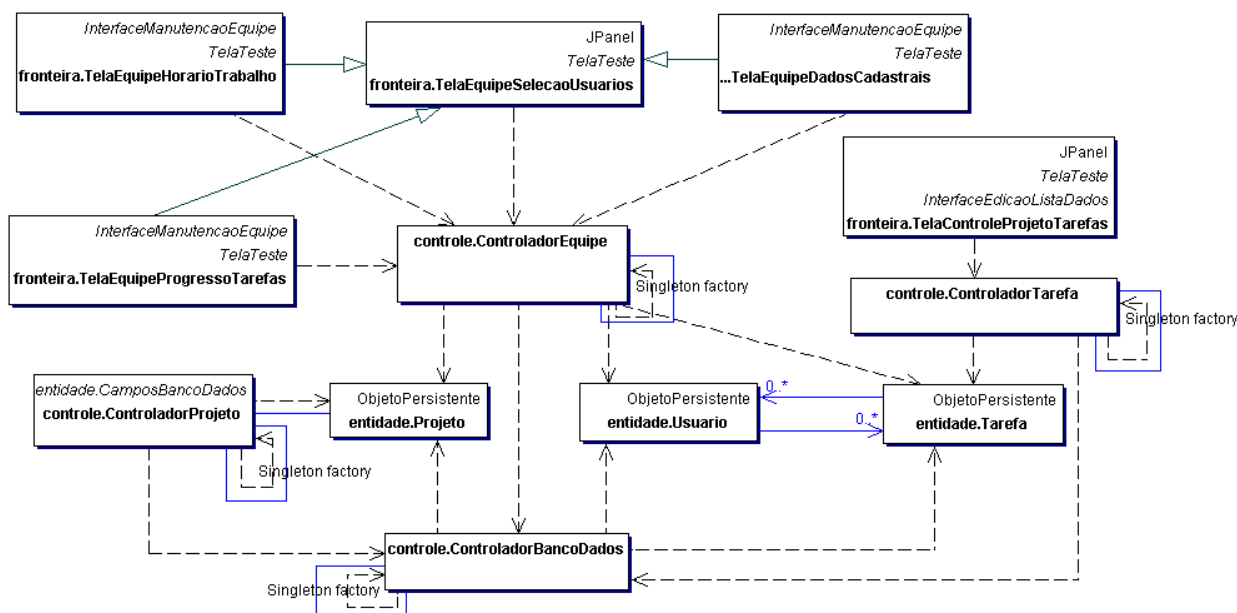 InterfaceManutencaoEquipe
TelaTeste
fronteira.TelaEquipeHorarioTrabalho
JPanel
TelaTeste
fronteira.TelaEquipeSelecaoUsuarios
InterfaceManutencaoEquipe
TelaTeste
...TelaEquipeDadosCadastrais
JPanel
TelaTeste
InterfaceEdicaoListaDados
fronteira.TelaControleProjetoTarefas
InterfaceManutencaoEquipe
TelaTeste
fronteira.TelaEquipeProgressoTarefas
controle.ControladorEquipe
Singleton factory
controle.ControladorTarefa
Singleton factory
entidade.CamposBancoDados
controle.ControladorProjeto
Singleton factory
ObjetoPersistente
entidade.Projeto
ObjetoPersistente
entidade.Usuario
0..*
0..*
ObjetoPersistente
entidade.Tarefa
controle.ControladorBancoDados
Singleton factory